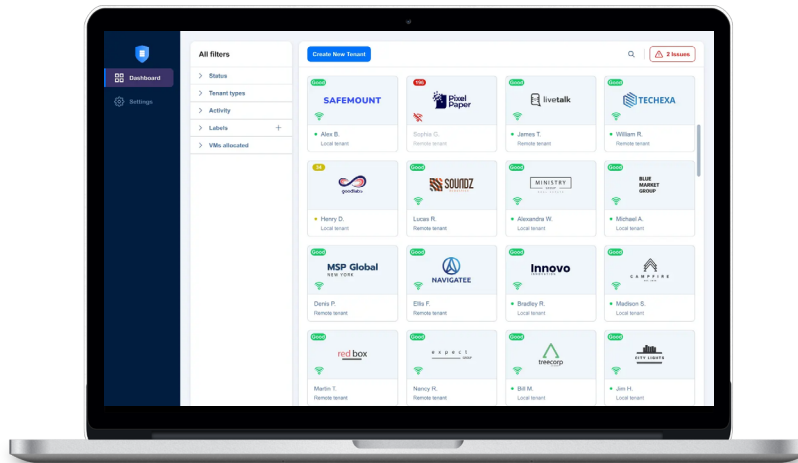 All filters
Create New Tenant
2 Issues
Dashboard
Settings
Status
Tenant types
Activity
Labels
VMs allocated
Good
SAFEMOUNT
Alex B.
Local tenant
190
Pixel
Paper
Sophie G.
Remote tenant
Good
livetalk
James T.
Remote tenant
Good
TECHEXA
William R.
Remote tenant
54
Henry D.
Local tenant
Good
SOUNDZ
Lucas R.
Remote tenant
Good
MINISTRY
Alexandra W.
Remote tenant
Good
BLUE
MARKET
GROUP
Michael A.
Local tenant
Good
MSP Global
NEW YORK
Denis P.
Remote tenant
Good
NAVIGATEE
Ellis F.
Remote tenant
Good
Innovo
Bradley R.
Local tenant
Good
CAMPFIRE
Madison S.
Local tenant
Good
red box
Martin T.
Remote tenant
Good
expect
Nancy R.
Remote tenant
Good
treecorp
Bill M.
Local tenant
Good
CITY LIGHTS
Jim H.
Local tenant